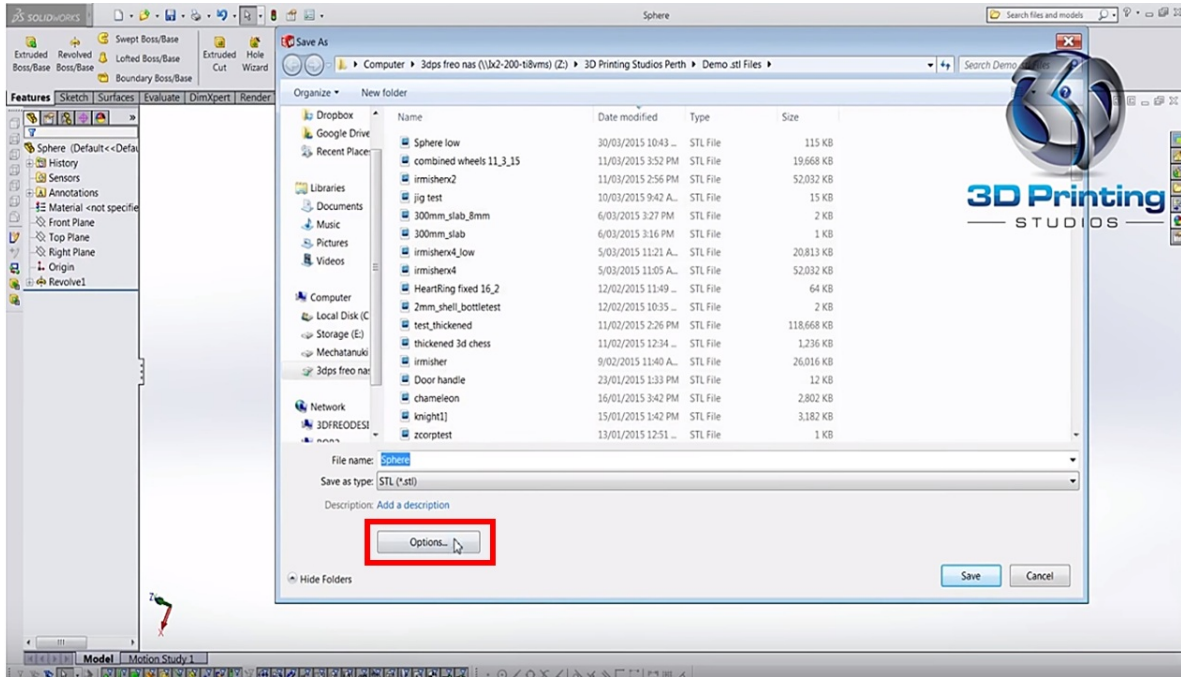 SOLIDWORKS
Sphere
Search files and models
Extruded Boss/Base
Revolved Boss/Base
Swept Boss/Base
Lofted Boss/Base
Boundary Boss/Base
Extruded Cut
Hole Wizard
Features
Sketch
Surfaces
Evaluate
DimXpert
Render
Sphere (Default<<Defau
History
Sensors
Annotations
Material <not specifie
Front Plane
Top Plane
Right Plane
Origin
Revolve1
Save As
Computer
3dps freo nas (\\Ix2-200-ti8vms) (Z:)
3D Printing Studios Perth
Demo .stl Files
Search Demo .stl Files
Organize
New folder
Dropbox
Google Drive
Recent Places
Libraries
Documents
Music
Pictures
Videos
Computer
Local Disk (C
Storage (E:)
Mechatanuki
3dps freo nas
Network
3DFREODESI
Name Date modified Type Size
Sphere low 30/03/2015 10:43 ... STL File 115 KB
combined wheels 11_3_15 11/03/2015 3:52 PM STL File 19,668 KB
irmisherx2 11/03/2015 2:56 PM STL File 52,032 KB
jig test 10/03/2015 9:42 A... STL File 15 KB
300mm_slab_8mm 6/03/2015 3:27 PM STL File 2 KB
300mm_slab 6/03/2015 3:16 PM STL File 1 KB
irmisherx4_low 5/03/2015 11:21 A... STL File 20,813 KB
irmisherx4 5/03/2015 11:05 A... STL File 52,032 KB
HeartRing fixed 16_2 12/02/2015 11:49 ... STL File 64 KB
2mm_shell_bottletest 12/02/2015 10:35 ... STL File 2 KB
test_thickened 11/02/2015 2:26 PM STL File 118,668 KB
thickened 3d chess 11/02/2015 12:34 ... STL File 1,236 KB
irmisher 9/02/2015 11:40 A... STL File 26,016 KB
Door handle 23/01/2015 1:33 PM STL File 12 KB
chameleon 16/01/2015 3:42 PM STL File 2,802 KB
knight1] 15/01/2015 1:42 PM STL File 3,182 KB
zcorptest 13/01/2015 12:51 ... STL File 1 KB
File name: Sphere
Save as type: STL (*.stl)
Description: Add a description
Options...
Hide Folders
Save
Cancel
3D Printing
STUDIOS
Z
X
Model
Motion Study 1